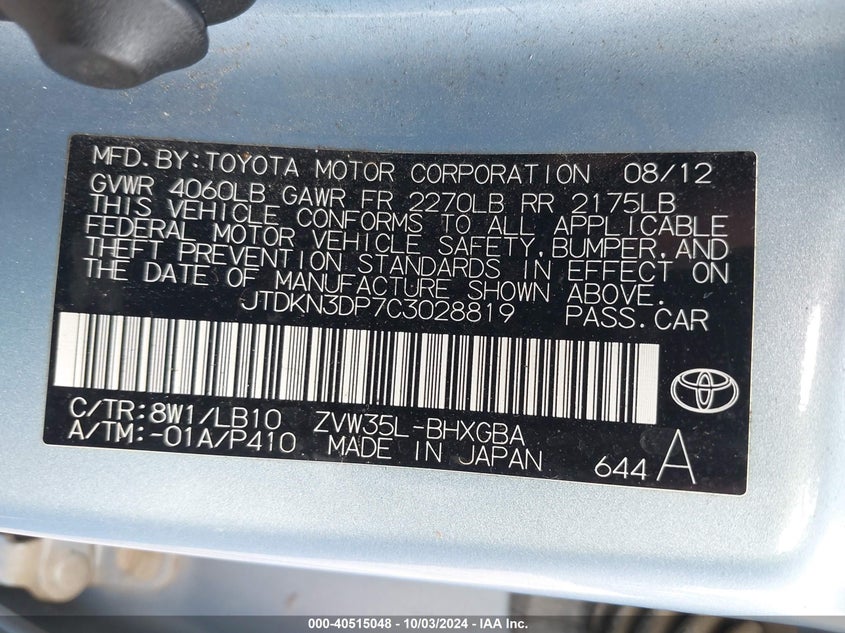 MFD.BY:TOYOTA MOTOR CORPORATION 08/12
GVWR 4060LB GAWR FR 2270LB RR 2175LB
THIS VEHICLE CONFORMS TO ALL APPLICABLE
FEDERAL MOTOR VEHICLE SAFETY,BUMPER,AND
THEFT PREVENTION STANDARDS IN EFFECT ON
THE DATE OF MANUFACTURE SHOWN ABOVE.
JTDKN3DP7C3028819 PASS.CAR
C/TR:8W1/LB10 ZVW35L-BHXGBA
A/TM:-01A/P410 MADE IN JAPAN 644 A
000-40515048 - 10/03/2024 - IAA Inc.